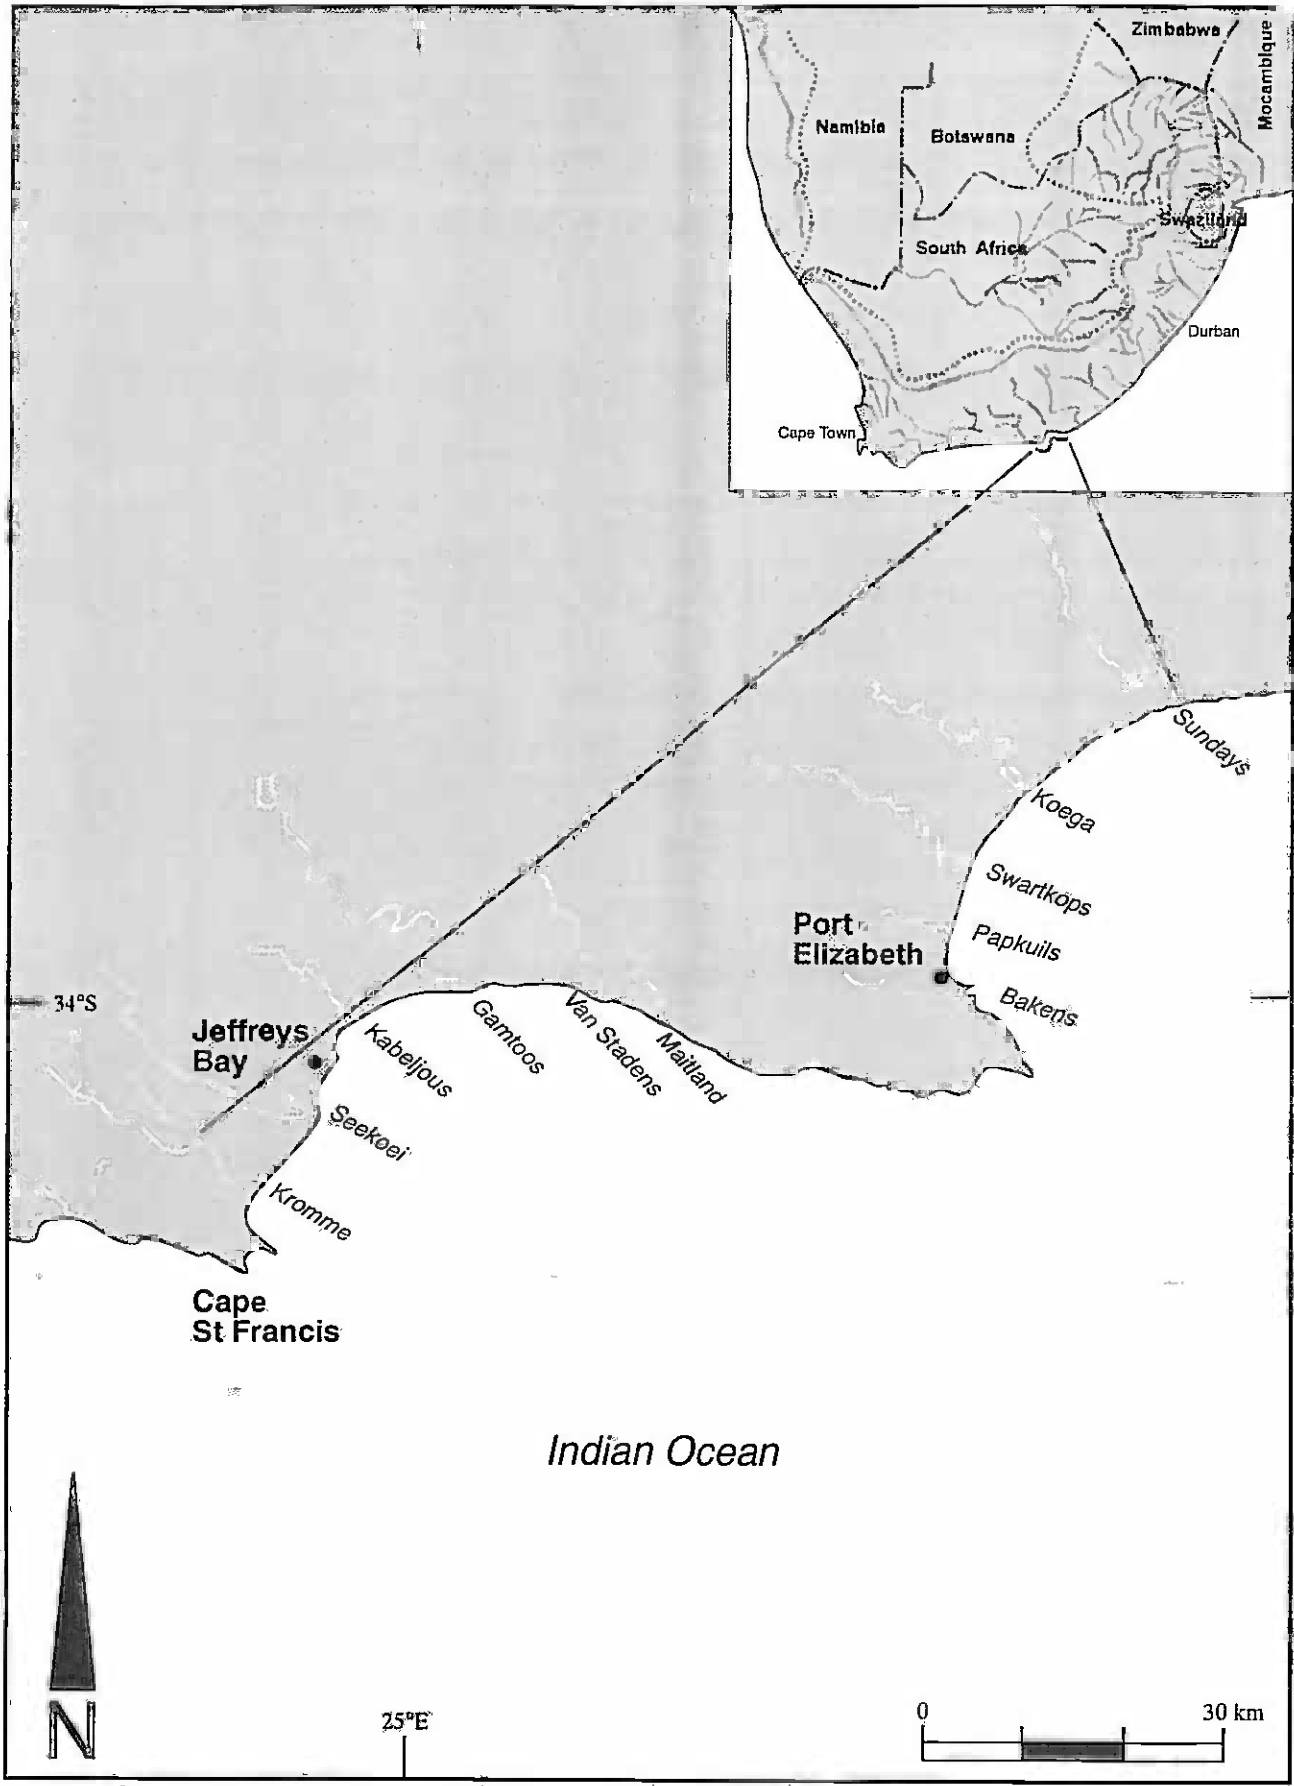 Zimbabwe
Mocambique
Namibia
Botswana
Swaziland
South Africa
Durban
Cape Town
Sundays
Koega
Swartkops
Port
Elizabeth
Papkuils
Bakens
34°S
Jeffreys
Bay
Kabeljous
Gamtoos
Van Stadens
Maitland
Seekoei
Kromme
Cape
St Francis
Indian Ocean
N
25°E
0
30 km